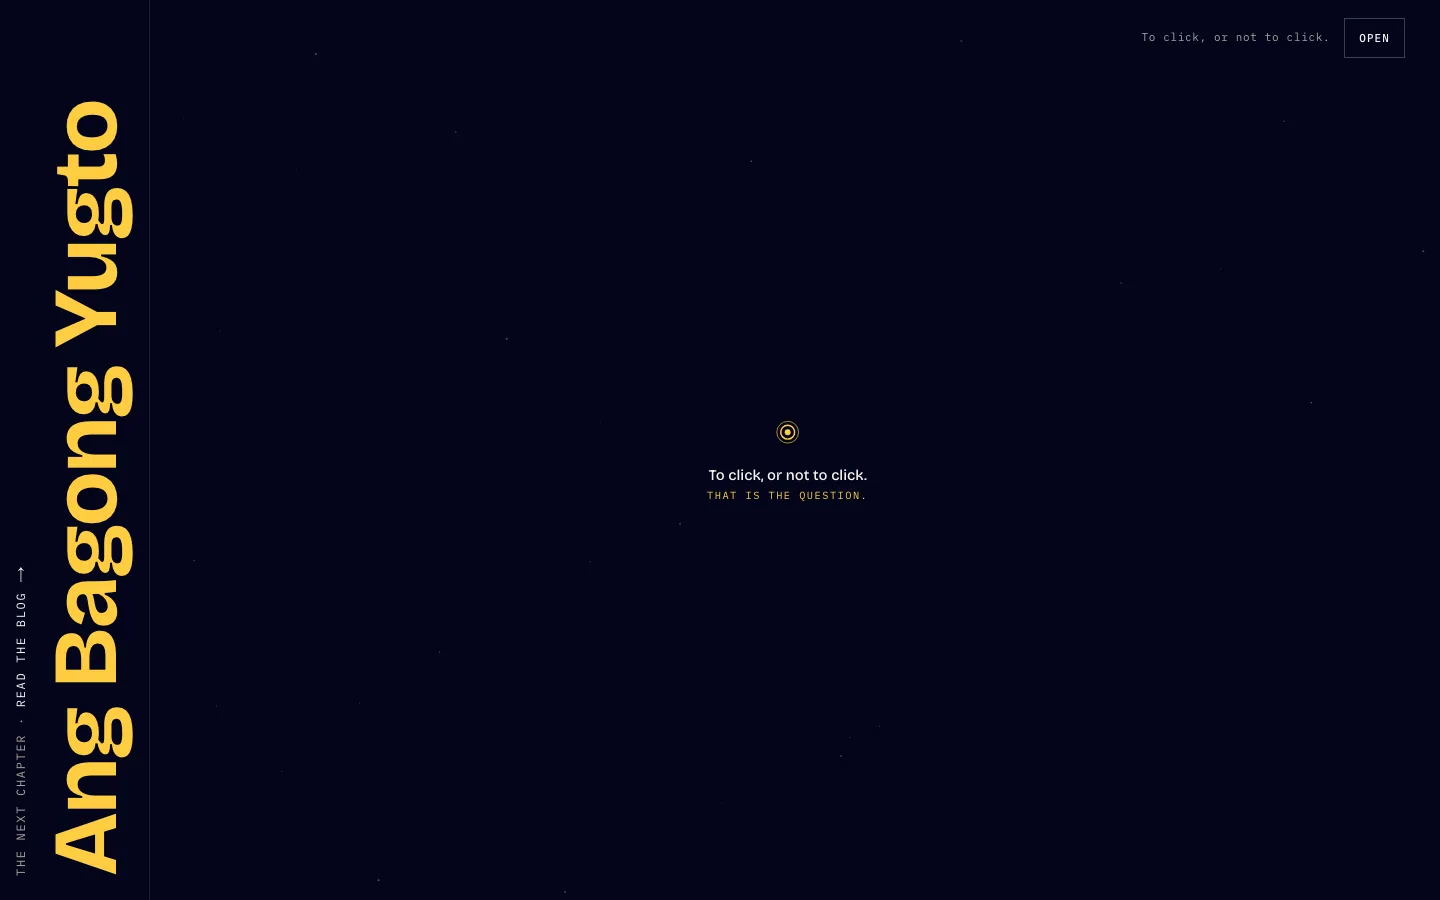 THE NEXT CHAPTER · READ THE BLOG →
Ang Bagong Yugto
To click, or not to click.
OPEN
To click, or not to click.
THAT IS THE QUESTION.